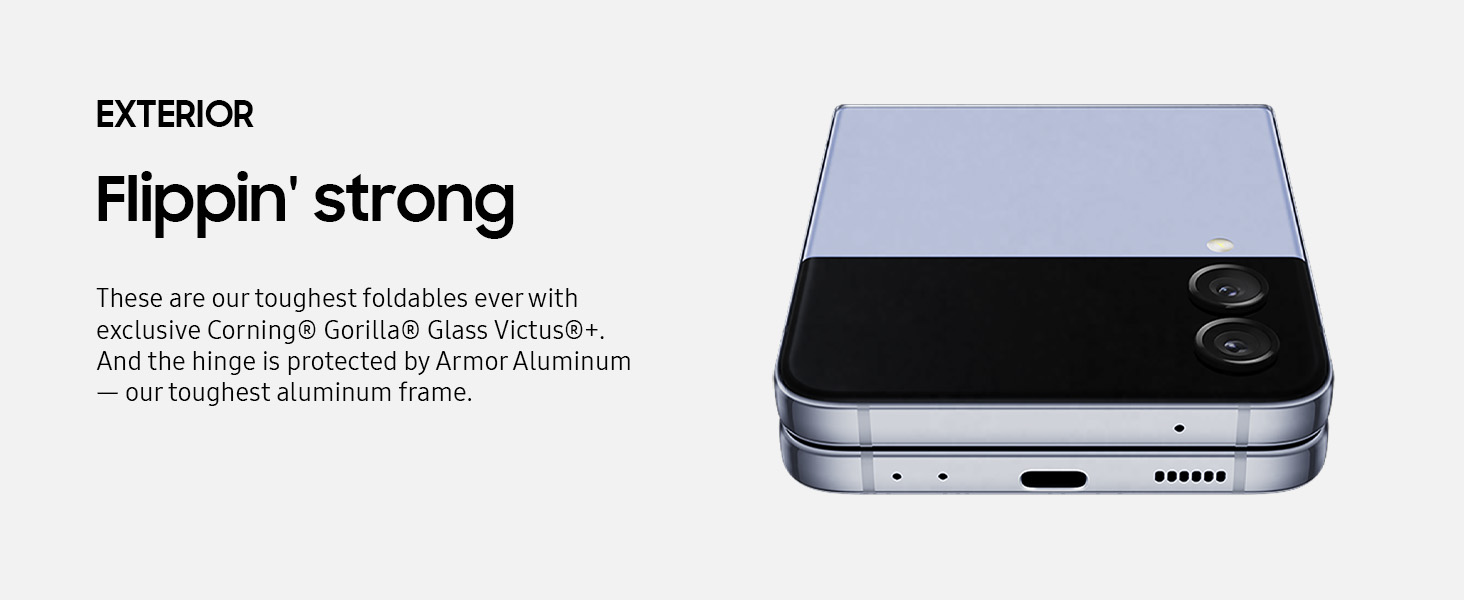 EXTERIOR
Flippin' strong
These are our toughest foldables ever with
exclusive Corning® Gorilla® Glass Victus®+.
And the hinge is protected by Armor Aluminum
— our toughest aluminum frame.